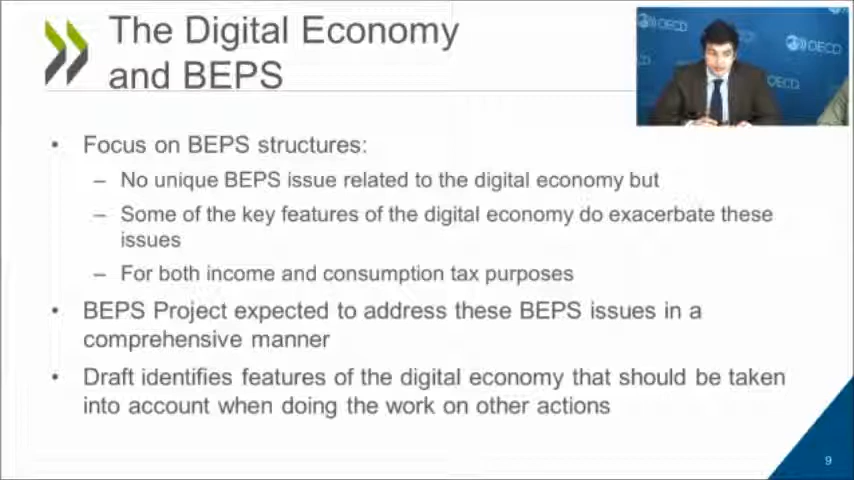 The Digital Economy
and BEPS
OECD
OECD
OECD
• Focus on BEPS structures:
– No unique BEPS issue related to the digital economy but
– Some of the key features of the digital economy do exacerbate these
issues
– For both income and consumption tax purposes
• BEPS Project expected to address these BEPS issues in a
comprehensive manner
• Draft identifies features of the digital economy that should be taken
into account when doing the work on other actions
9